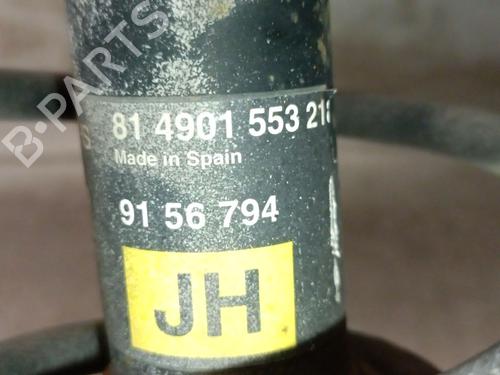 B-PARTS
81 4901 553 21
Made in Spain
91 56 794
JH